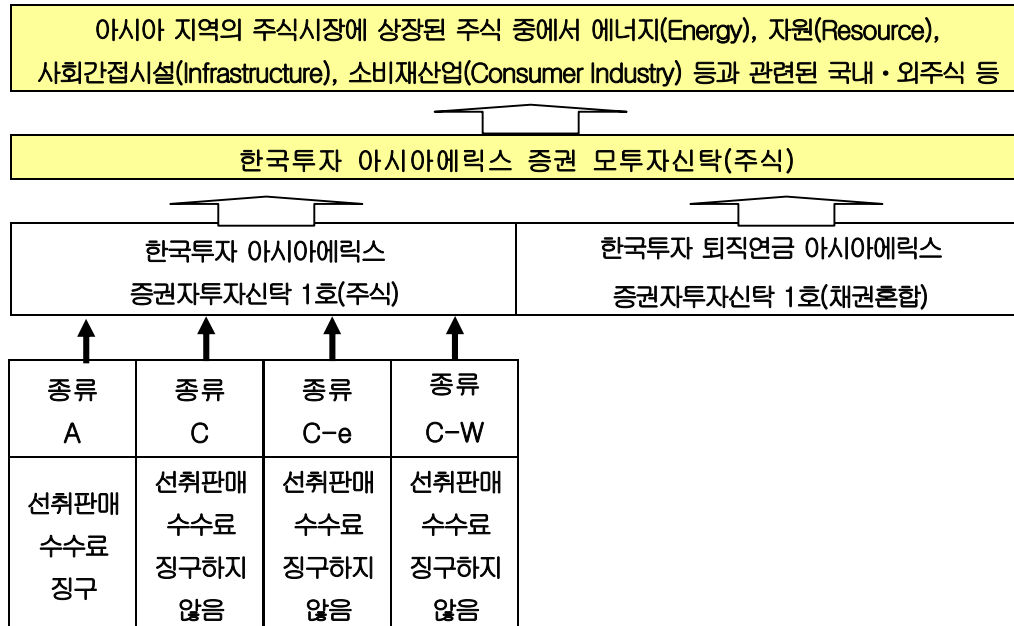 아시아 지역의 주식시장에 상장된 주식 중에서 에너지(Energy), 자원(Resource),
사회간접시설(Infrastructure), 소비재산업(Consumer Industry) 등과 관련된 국내·외주식 등
한국투자 아시아에릭스 증권 모투자신탁(주식)
한국투자 아시아에릭스
증권자투자신탁 1호(주식)
한국투자 퇴직연금 아시아에릭스
증권자투자신탁 1호(채권혼합)
종류
A
종류
C
종류
C-e
종류
C-W
선취판매
수수료
징구
선취판매
수수료
징구하지
않음
선취판매
수수료
징구하지
않음
선취판매
수수료
징구하지
않음